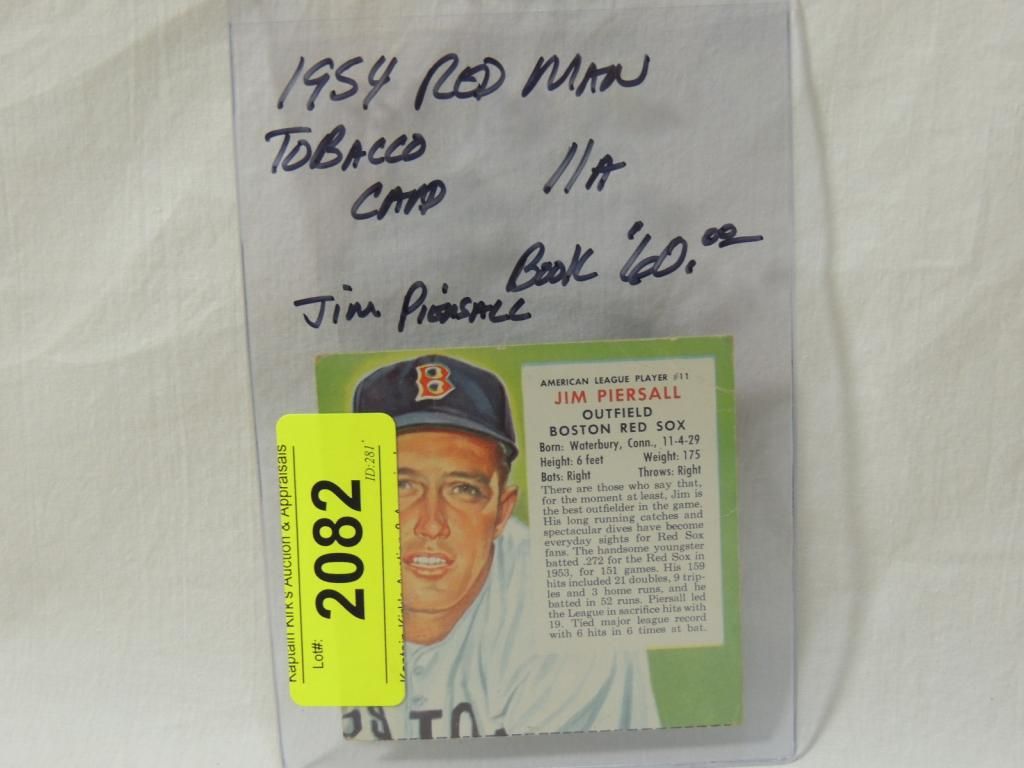 1954 RED MAN
TOBACCO
CARD 11A
Book $60.00
Jim Piersall
B
AMERICAN LEAGUE PLAYER #11
JIM PIERSALL
OUTFIELD
BOSTON RED SOX
Born: Waterbury, Conn., 11-4-29
Height: 6 feet Weight: 175
Bats: Right Throws: Right
There are those who say that,
for the moment at least, Jim is
the best outfielder in the game.
His long running catches and
spectacular dives have become
everyday sights for Red Sox
fans. The handsome youngster
batted .272 for the Red Sox in
1953, for 151 games. His 159
hits included 21 doubles, 9 trip-
les and 3 home runs, and he
batted in 52 runs. Piersall led
the League in sacrifice hits with
19. Tied major league record
with 6 hits in 6 times at bat.
Kaptain Kirk's Auction & Appraisals
Lot#: 2082
ID:281